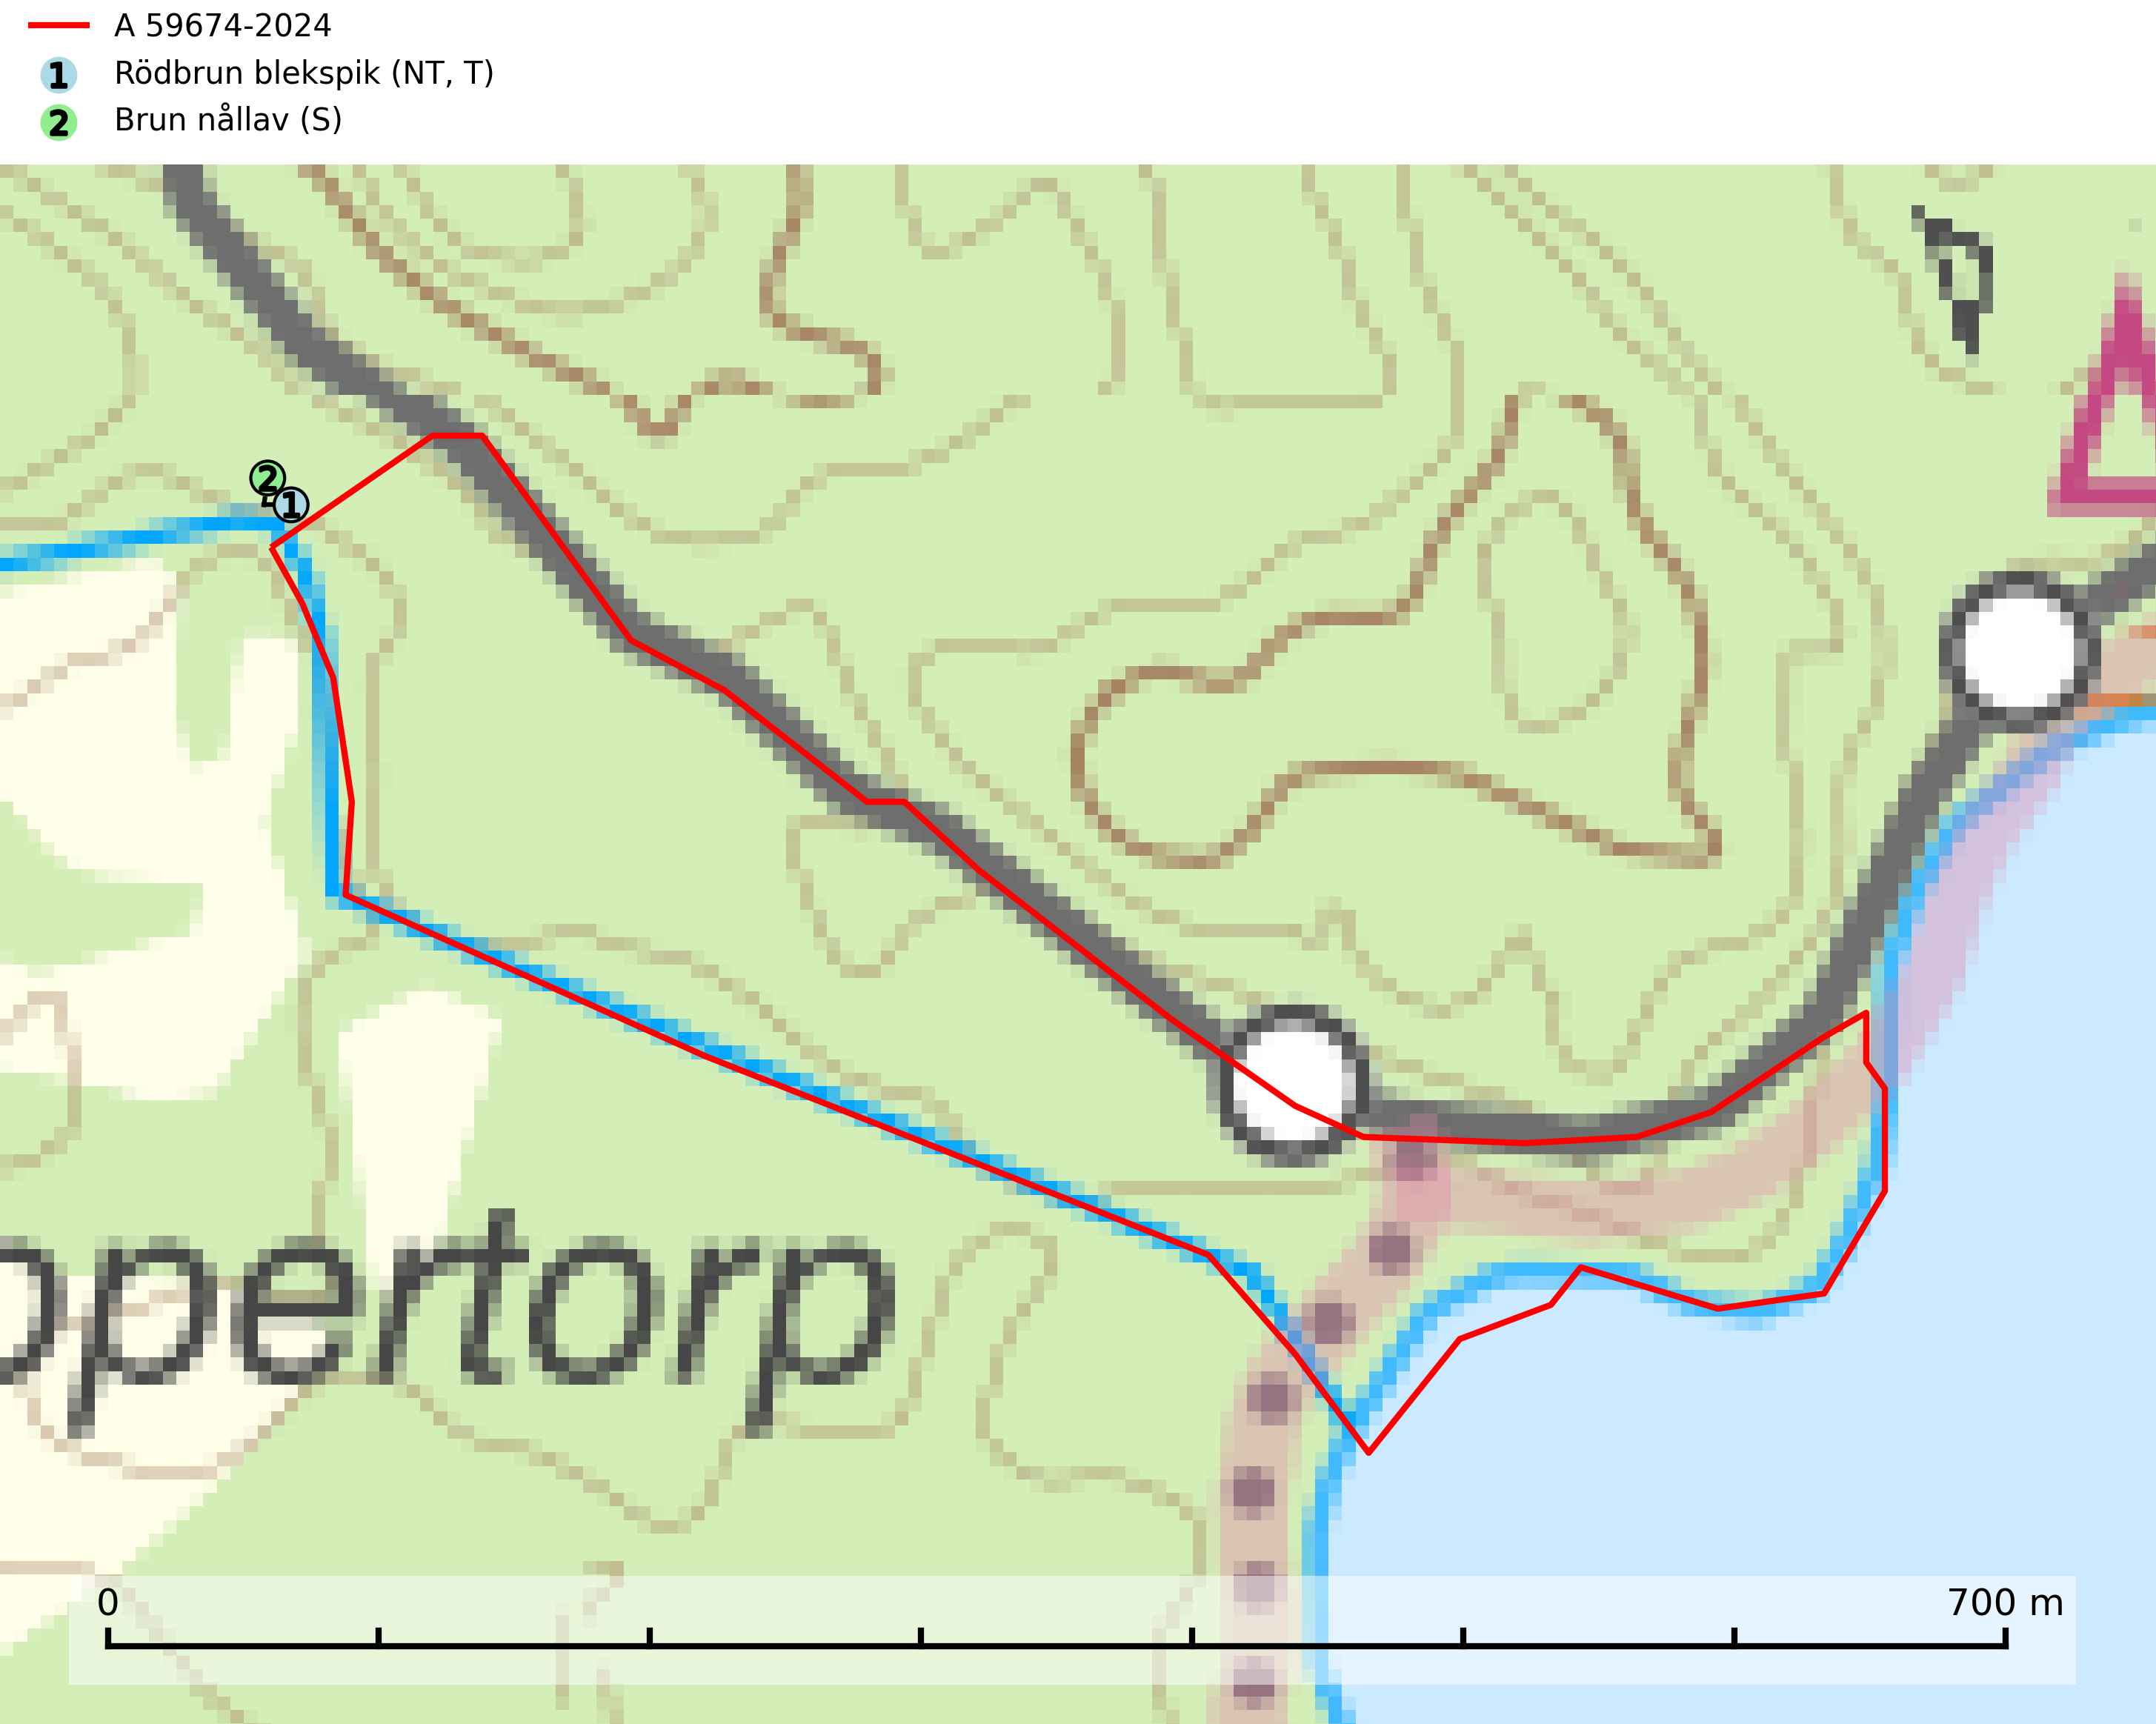 A 59674-2024
1 Rödbrun blekspik (NT, T)
2 Brun nållav (S)
2
1
ppertorp
0 700 m